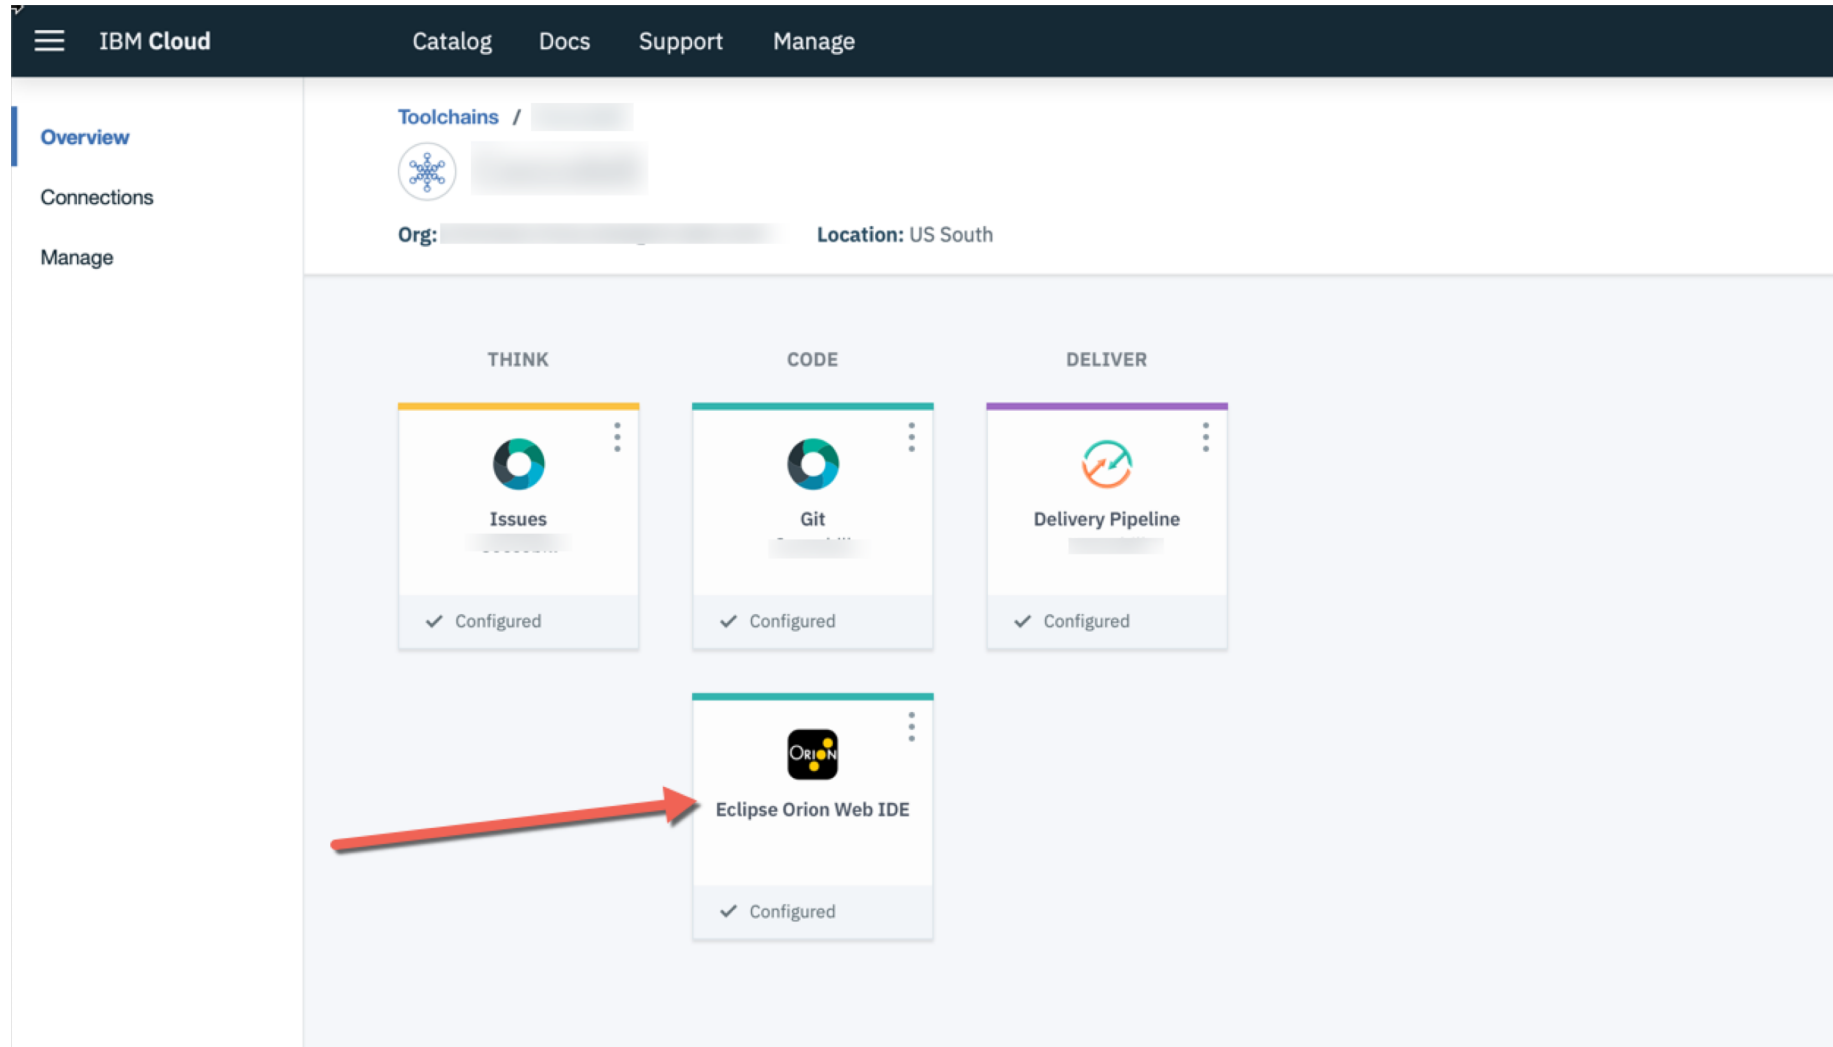 IBM Cloud
Catalog Docs Support Manage
Overview
Connections
Manage
Toolchains /
Org:
Location: US South
THINK
CODE
DELIVER
Issues
Configured
Git
Configured
Delivery Pipeline
Configured
ORION
Eclipse Orion Web IDE
Configured